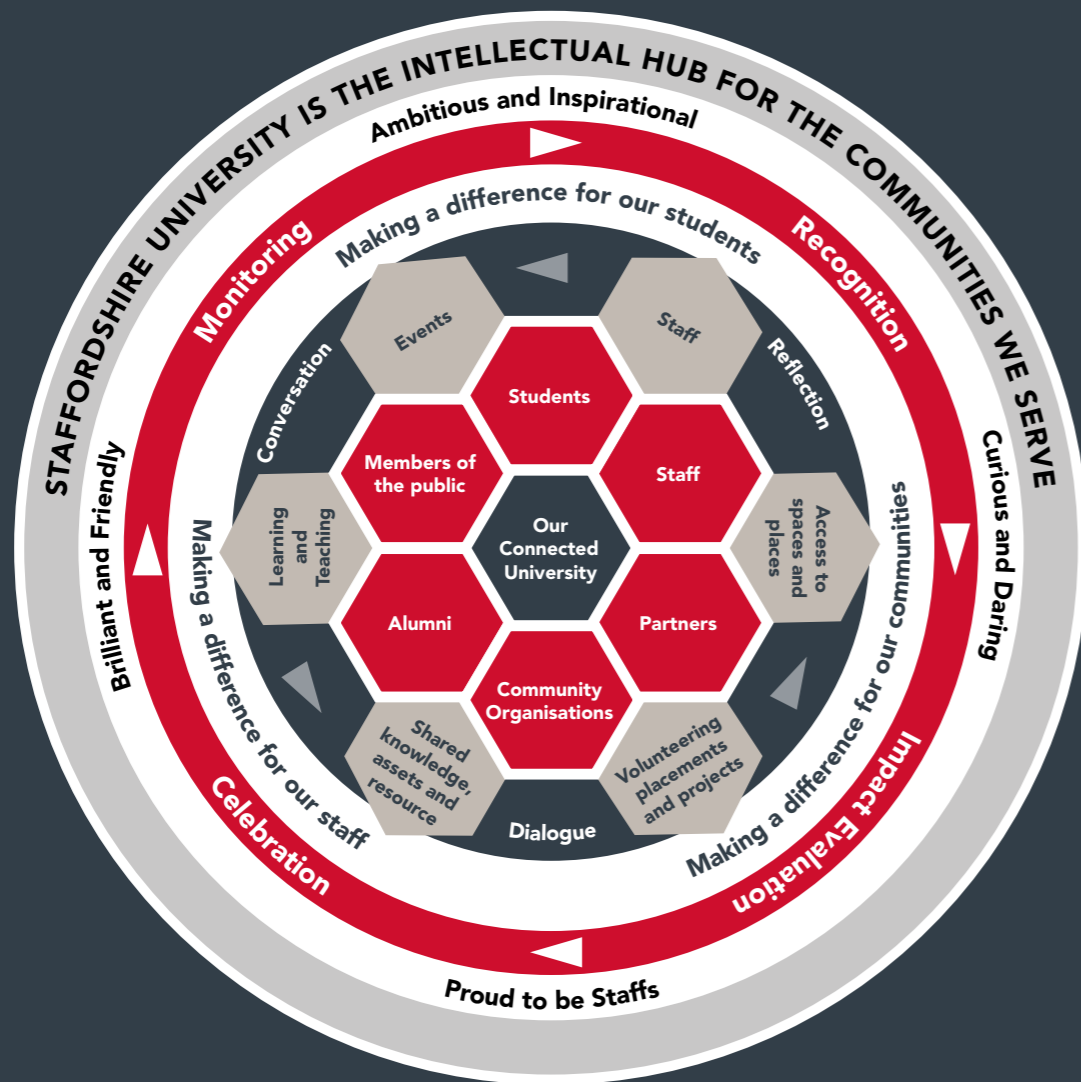 STAFFORDSHIRE UNIVERSITY IS THE INTELLECTUAL HUB FOR THE COMMUNITIES WE SERVE
Ambitious and Inspirational
Curious and Daring
Proud to be Staffs
Brilliant and Friendly
Monitoring
Recognition
Impact Evaluation
Celebration
Making a difference for our students
Making a difference for our communities
Making a difference for our staff
Conversation
Reflection
Dialogue
Events
Staff
Access to
spaces and
places
Volunteering
placements
and projects
Shared
knowledge,
assets and
resource
Learning
and
Teaching
Students
Members of
the public
Staff
Our
Connected
University
Alumni
Partners
Community
Organisations